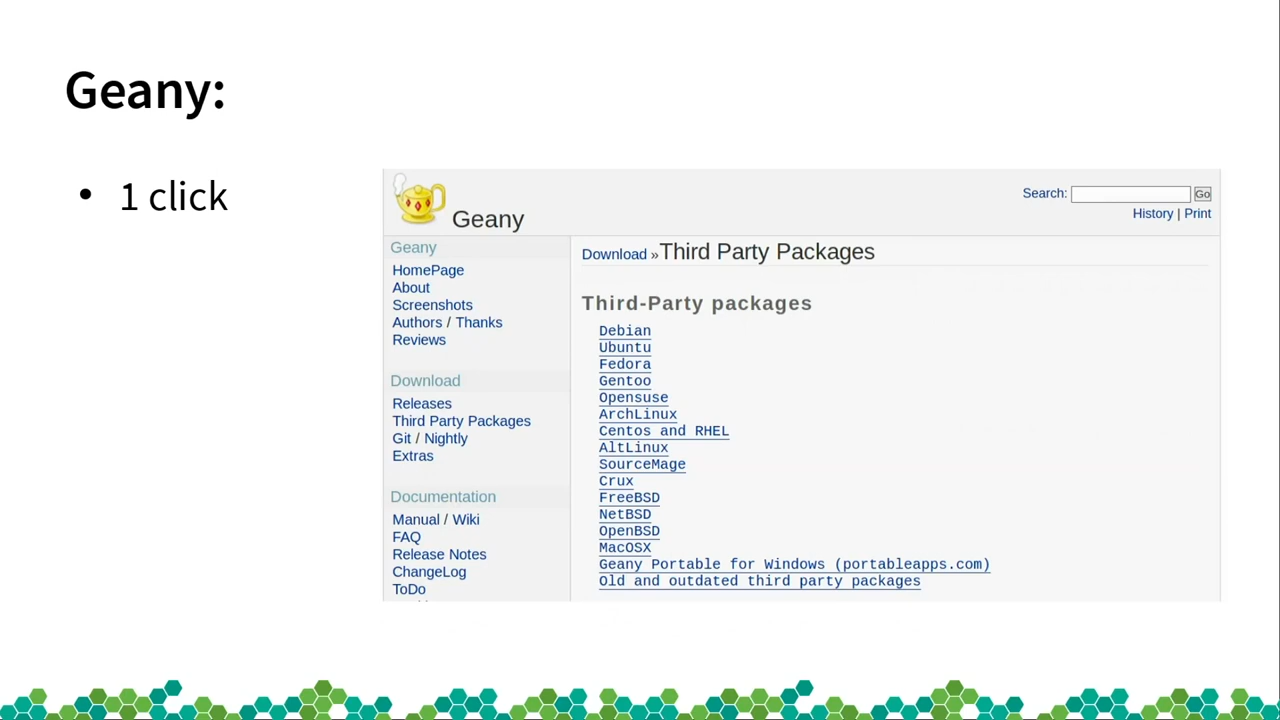 Geany:
• 1 click
Geany
Search: Go
History | Print
Geany
HomePage
About
Screenshots
Authors / Thanks
Reviews
Download
Releases
Third Party Packages
Git / Nightly
Extras
Documentation
Manual / Wiki
FAQ
Release Notes
ChangeLog
ToDo
Download »Third Party Packages
Third-Party packages
Debian
Ubuntu
Fedora
Gentoo
Opensuse
ArchLinux
Centos and RHEL
AltLinux
SourceMage
Crux
FreeBSD
NetBSD
OpenBSD
MacOSX
Geany Portable for Windows (portableapps.com)
Old and outdated third party packages